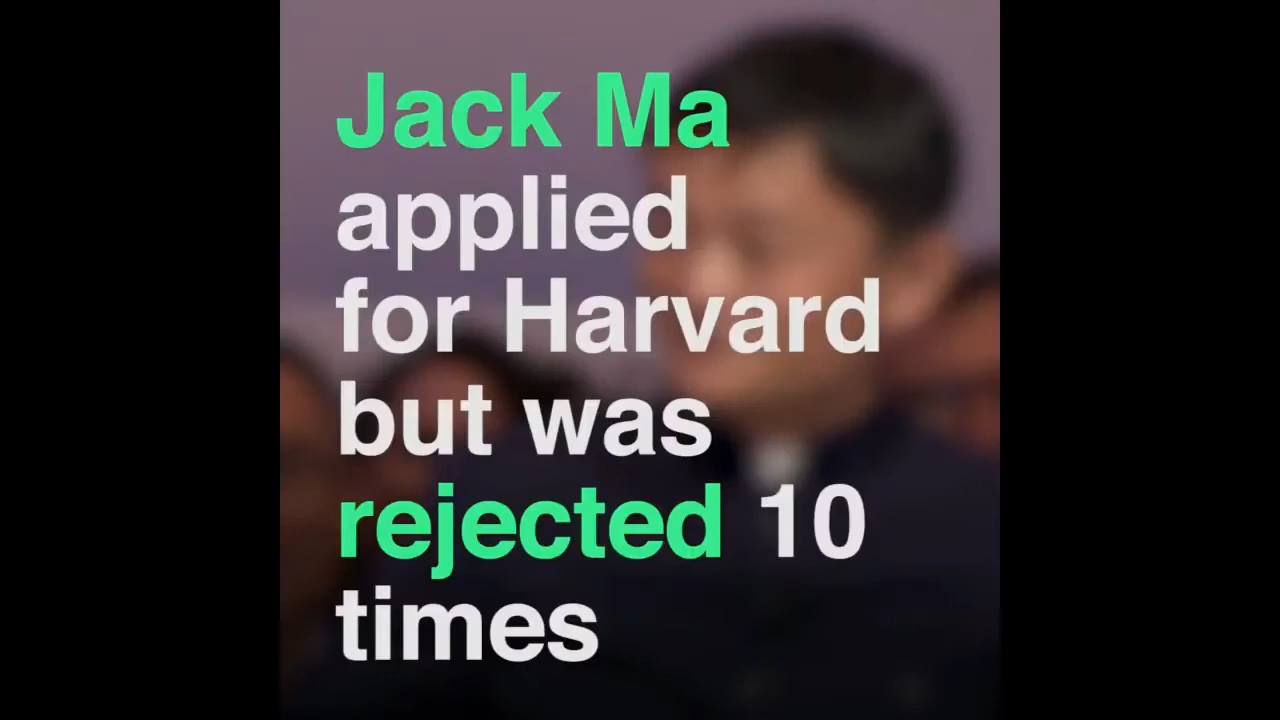 Jack Ma
applied
for Harvard
but was
rejected 10
times